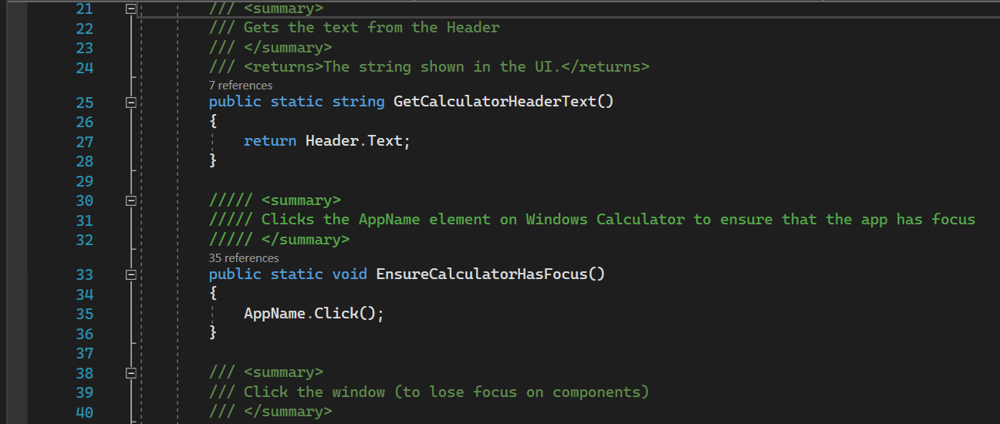 21 /// <summary>
22 /// Gets the text from the Header
23 /// </summary>
24 /// <returns>The string shown in the UI.</returns>
7 references
25 public static string GetCalculatorHeaderText()
26 {
27 return Header.Text;
28 }
29
30 ///// <summary>
31 ///// Clicks the AppName element on Windows Calculator to ensure that the app has focus
32 ///// </summary>
35 references
33 public static void EnsureCalculatorHasFocus()
34 {
35 AppName.Click();
36 }
37
38 /// <summary>
39 /// Click the window (to lose focus on components)
40 /// </summary>